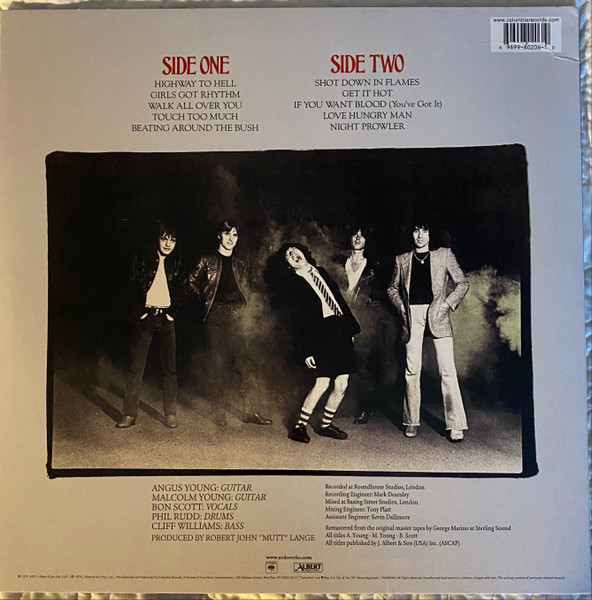 www.columbiarecords.com
6 9699-80206-1
SIDE ONE
HIGHWAY TO HELL
GIRLS GOT RHYTHM
WALK ALL OVER YOU
TOUCH TOO MUCH
BEATING AROUND THE BUSH
SIDE TWO
SHOT DOWN IN FLAMES
GET IT HOT
IF YOU WANT BLOOD (You've Got It)
LOVE HUNGRY MAN
NIGHT PROWLER
ANGUS YOUNG: GUITAR
MALCOLM YOUNG: GUITAR
BON SCOTT: VOCALS
PHIL RUDD: DRUMS
CLIFF WILLIAMS: BASS
PRODUCED BY ROBERT JOHN "MUTT" LANGE
Recorded at Roundhouse Studios, London
Recording Engineer: Mark Dearnley
Mixed at Basing Street Studios, London
Mixing Engineer: Tony Platt
Assistant Engineer: Kevin Dallimore
Remastered from the original master tapes by George Marino at Sterling Sound
All titles A. Young - M. Young - B. Scott
All titles published by J. Albert & Son (USA) Inc. (ASCAP)
www.acdcrocks.com
ALBERT